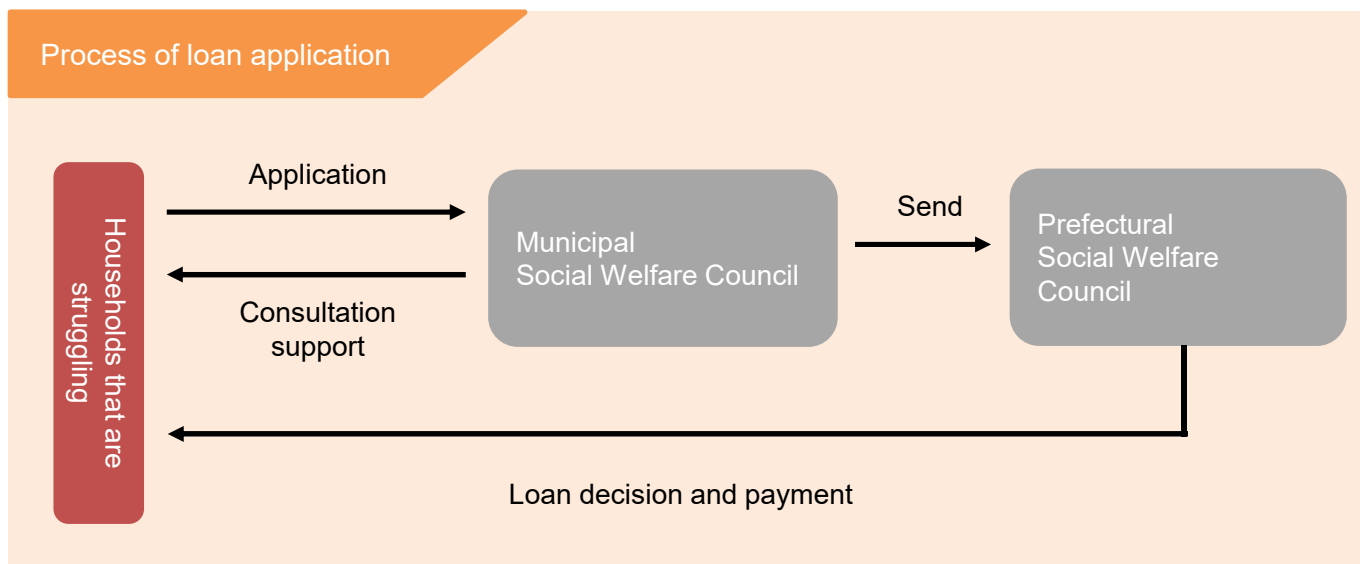 Process of loan application
Households that are
struggling
Application
Consultation
support
Municipal
Social Welfare Council
Send
Prefectural
Social Welfare
Council
Loan decision and payment